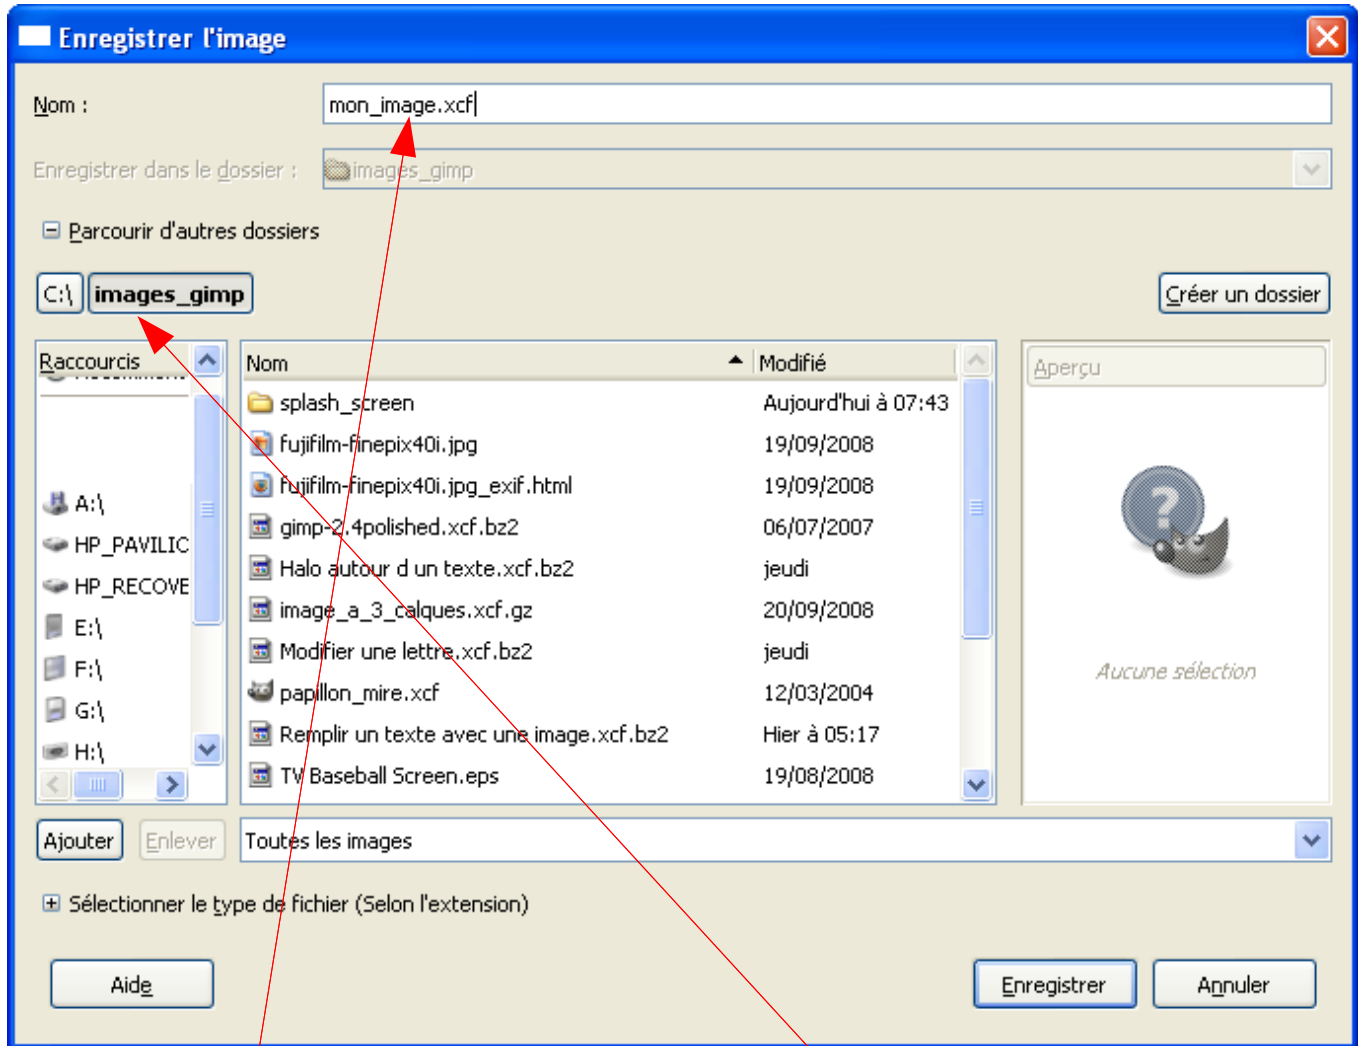 Enregistrer l'image
Nom :
mon_image.xcf
Enregistrer dans le dossier :
images_gimp
Parcourir d'autres dossiers
C:\
images_gimp
Créer un dossier
Raccourcis
A:\
HP_PAVILIC
HP_RECOVE
E:\
F:\
G:\
H:\
Nom
Modifié
splash_screen
Aujourd'hui à 07:43
fujifilm-finepix40i.jpg
19/09/2008
fujifilm-finepix40i.jpg_exif.html
19/09/2008
gimp-2.4polished.xcf.bz2
06/07/2007
Halo autour d un texte.xcf.bz2
jeudi
image_a_3_calques.xcf.gz
20/09/2008
Modifier une lettre.xcf.bz2
jeudi
papillon_mire.xcf
12/03/2004
Remplir un texte avec une image.xcf.bz2
Hier à 05:17
TV Baseball Screen.eps
19/08/2008
Aperçu
Aucune sélection
Ajouter
Enlever
Toutes les images
Sélectionner le type de fichier (Selon l'extension)
Aide
Enregistrer
Annuler